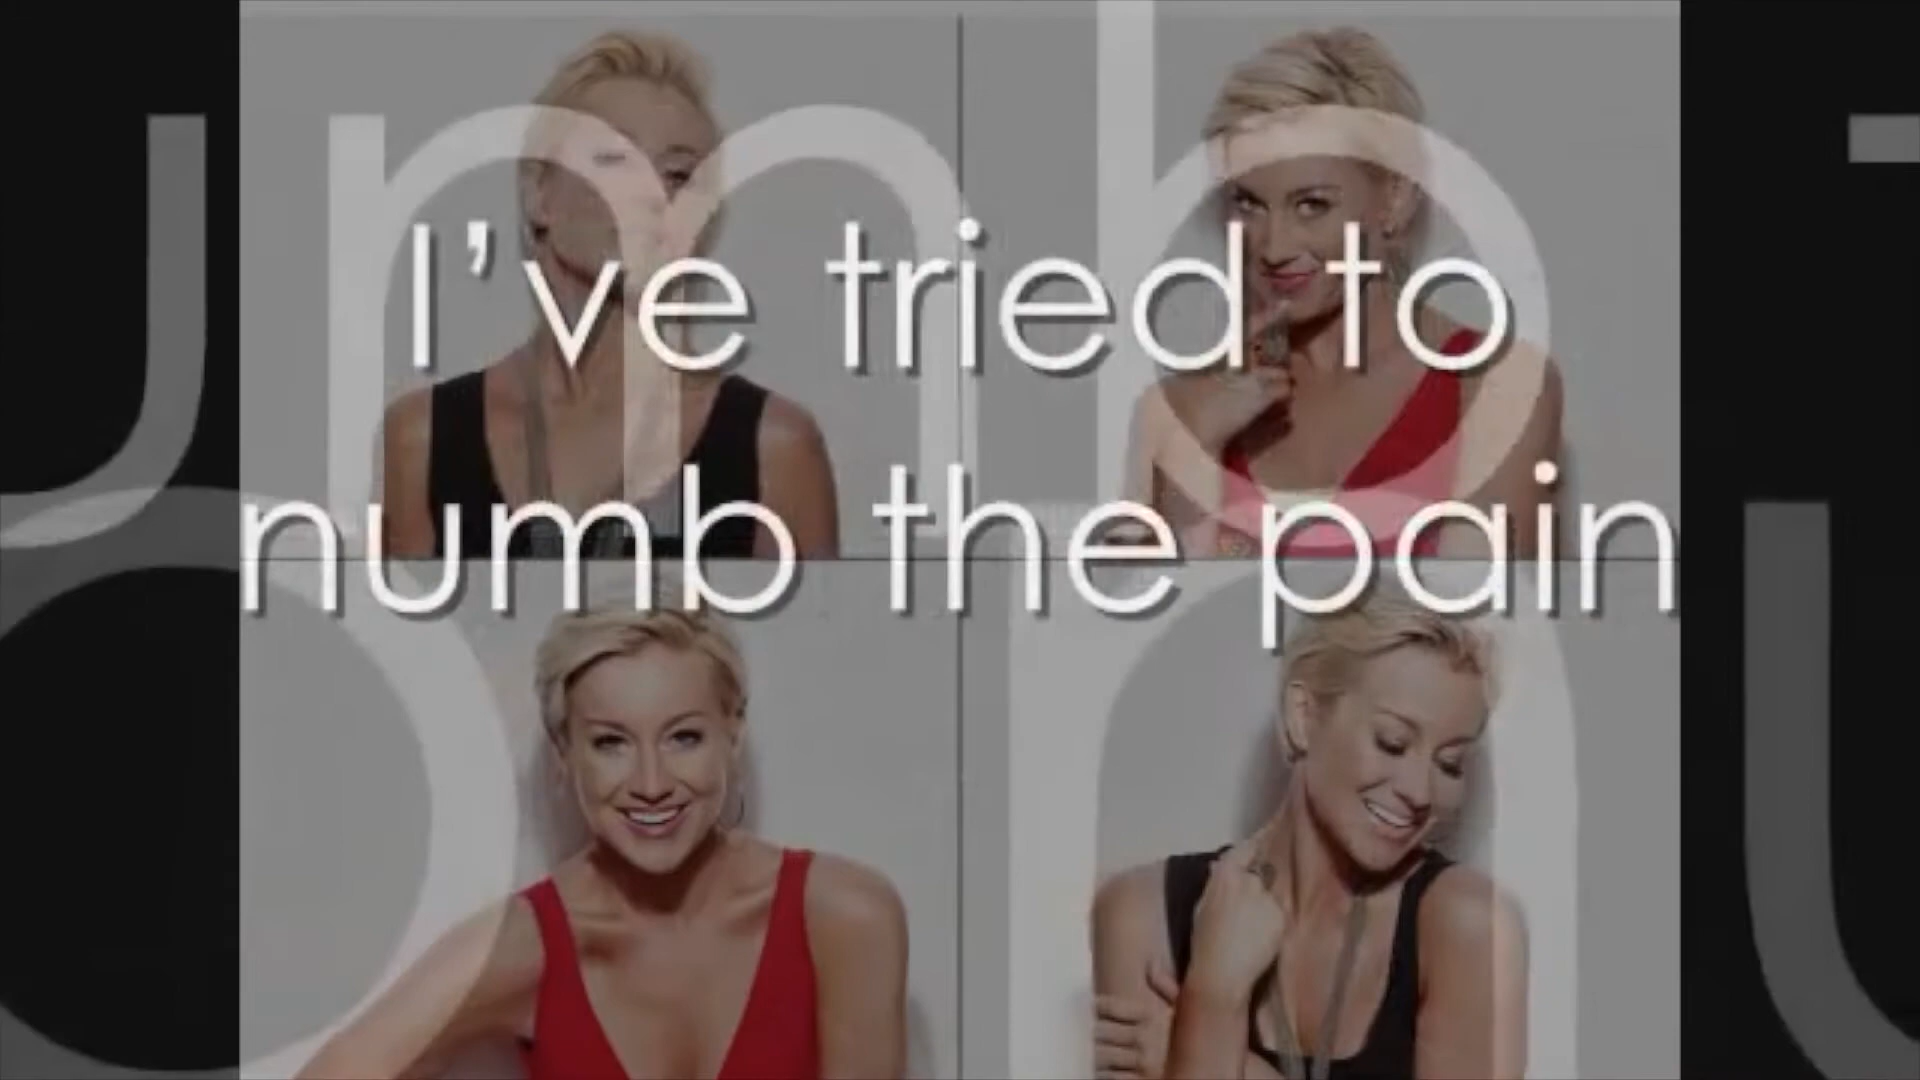 I've tried to
numb the pain